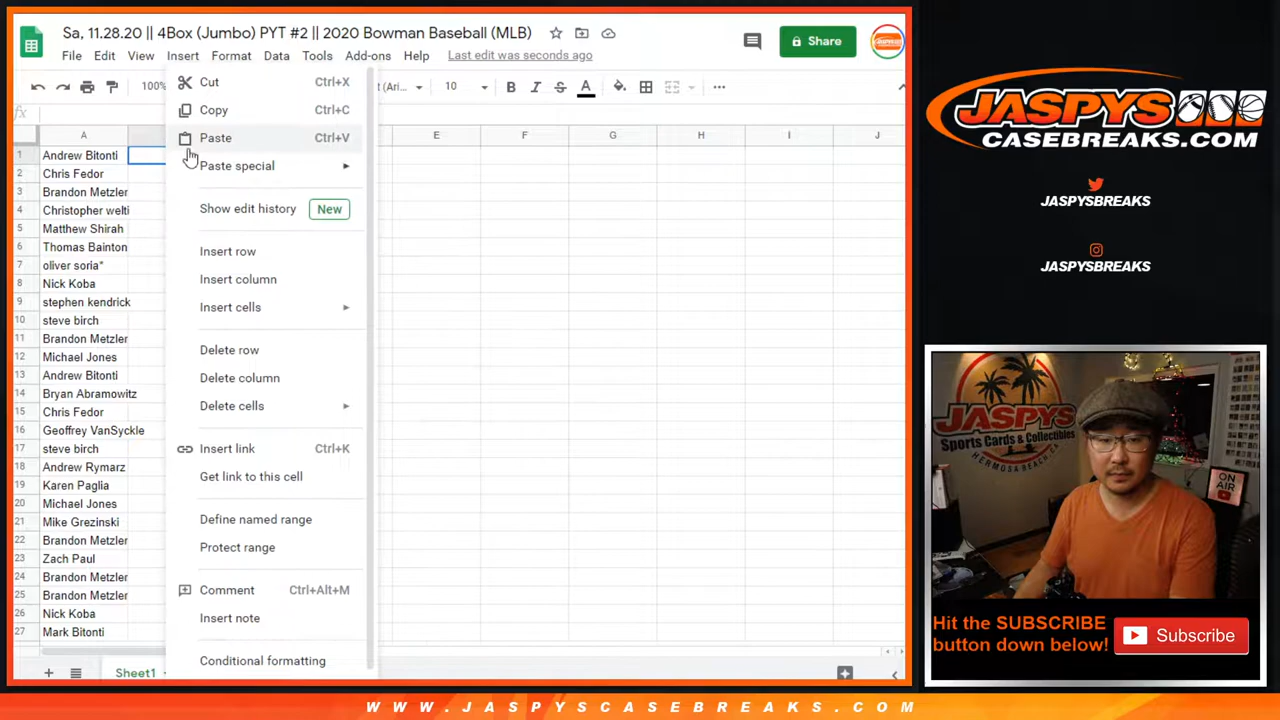 Sa, 11.28.20 || 4Box (Jumbo) PYT #2 || 2020 Bowman Baseball (MLB)
File Edit View Insert Format Data Tools Add-ons Help Last edit was seconds ago
Share
100% 10 B I S A
fx
A E F G H I J
1 Andrew Bitonti
2 Chris Fedor
3 Brandon Metzler
4 Christopher welti
5 Matthew Shirah
6 Thomas Bainton
7 oliver soria*
8 Nick Koba
9 stephen kendrick
10 steve birch
11 Brandon Metzler
12 Michael Jones
13 Andrew Bitonti
14 Bryan Abramowitz
15 Chris Fedor
16 Geoffrey VanSyckle
17 steve birch
18 Andrew Rymarz
19 Karen Paglia
20 Michael Jones
21 Mike Grezinski
22 Brandon Metzler
23 Zach Paul
24 Brandon Metzler
25 Brandon Metzler
26 Nick Koba
27 Mark Bitonti
Cut Ctrl+X
Copy Ctrl+C
Paste Ctrl+V
Paste special
Show edit history New
Insert row
Insert column
Insert cells
Delete row
Delete column
Delete cells
Insert link Ctrl+K
Get link to this cell
Define named range
Protect range
Comment Ctrl+Alt+M
Insert note
Conditional formatting
Sheet1
JASPYS
CASEBREAKS.COM
JASPYSBREAKS
JASPYSBREAKS
JASPYS
Sports Cards & Collectibles
HERMOSA BEACH, CA
ON AIR
Hit the SUBSCRIBE
button down below!
Subscribe
WWW.JASPYSCASEBREAKS.COM